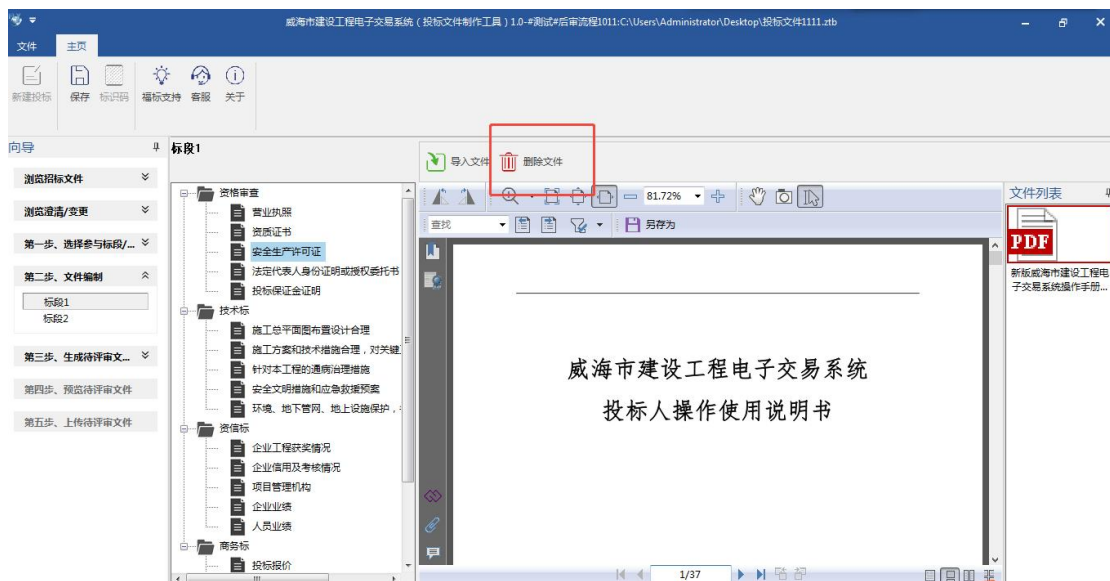 威海市建设工程电子交易系统（投标文件制作工具）1.0-#测试#后审流程1011:C:\Users\Administrator\Desktop\投标文件1111.ztb
文件 主页
新建投标 保存 标识码 福标支持 客服 关于
向导
浏览招标文件
浏览澄清/变更
第一步、选择参与标段/...
第二步、文件编制
标段1
标段2
第三步、生成待评审文...
第四步、预览待评审文件
第五步、上传待评审文件
标段1
资格审查
营业执照
资质证书
安全生产许可证
法定代表人身份证明或授权委托书
投标保证金证明
技术标
施工总平面图布置设计合理
施工方案和技术措施合理，对关键
针对本工程的通病治理措施
安全文明措施和应急救援预案
环境、地下管网、地上设施保护，
资信标
企业工程获奖情况
企业信用及考核情况
项目管理机构
企业业绩
人员业绩
商务标
投标报价
导入文件 删除文件
81.72%
查找 另存为
威海市建设工程电子交易系统
投标人操作使用说明书
1/37
文件列表
PDF
新版威海市建设工程电
子交易系统操作手册...